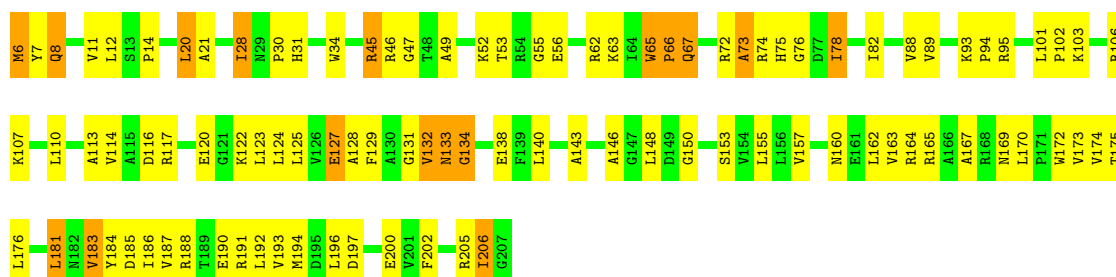 M6 Y7 Q8 V11 L12 S13 P14 L20 A21 I28 N29 P30 H31 W34 R45 R46 G47 T48 A49 K52 T53 R54 G55 E56 R62 K63 I64 W65 P66 Q67 R72 A73 R74 H75 G76 D77 I78 I82 V88 V89 K93 P94 R95 L101 P102 K103
K107 L110 A113 V114 A115 D116 R117 E120 G121 K122 L123 L124 L125 V126 E127 A128 F129 A130 G131 V132 N133 G134 E138 F139 L140 A143 A146 G147 L148 D149 G150 S153 V154 L155 L156 V157 N160 E161 L162 V163 R164 R165 A166 A167 R168 N169 L170 P171 W172 V173 V174 T175
L176 L181 N182 V183 Y184 D185 I186 V187 R188 T189 E190 R191 L192 V193 M194 D195 L196 D197 E200 V201 F202 R205 I206 G207